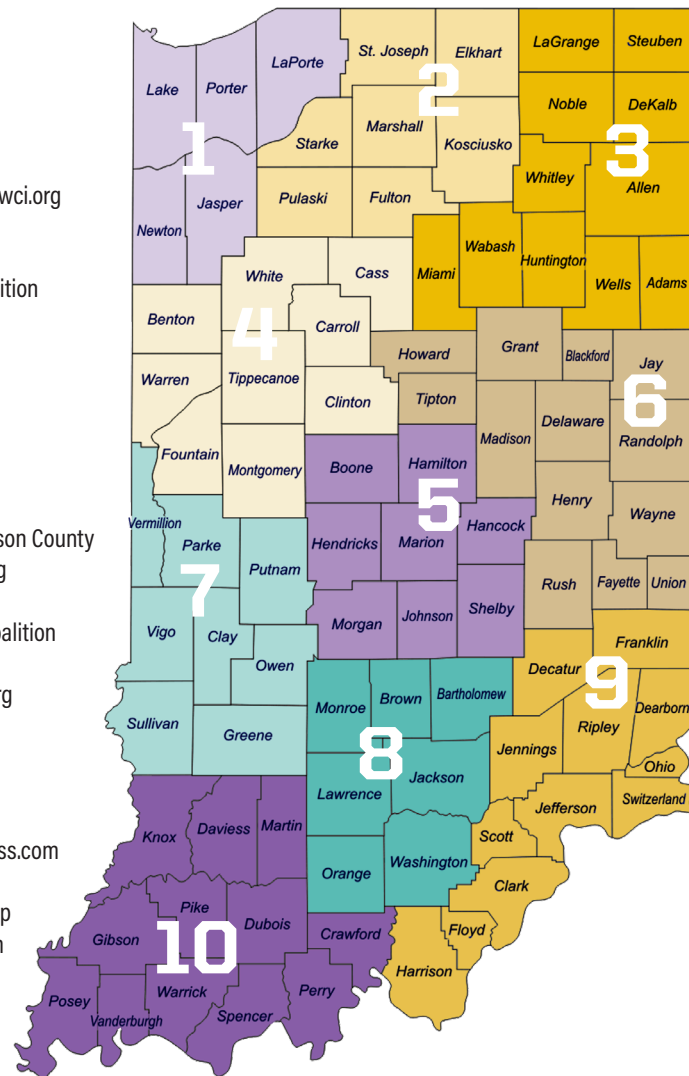 wci.org
ition
son County
g
alition
rg
ss.com
p
n
LaGrange
Steuben
St. Joseph
Elkhart
LaPorte
Lake
Porter
2
Noble
DeKalb
Marshall
3
Starke
Kosciusko
1
Whitley
Allen
Pulaski
Fulton
Jasper
Newton
Wabash
Huntington
White
Cass
Miami
Wells
Adams
Benton
Carroll
4
Howard
Grant
Blackford
Jay
Warren
Tippecanoe
6
Clinton
Tipton
Delaware
Madison
Randolph
Fountain
Montgomery
Boone
Hamilton
5
Henry
Wayne
Vermillion
Parke
Hendricks
Marion
Hancock
Putnam
7
Rush
Fayette
Union
Vigo
Clay
Morgan
Johnson
Shelby
Franklin
Owen
Decatur
9
Sullivan
Greene
Monroe
Brown
Bartholomew
Dearborn
Ripley
8
Jennings
Ohio
Jackson
Lawrence
Switzerland
Jefferson
Knox
Daviess
Martin
Scott
Washington
Orange
Clark
Pike
Dubois
Gibson
10
Crawford
Floyd
Harrison
Posey
Warrick
Perry
Vanderburgh
Spencer